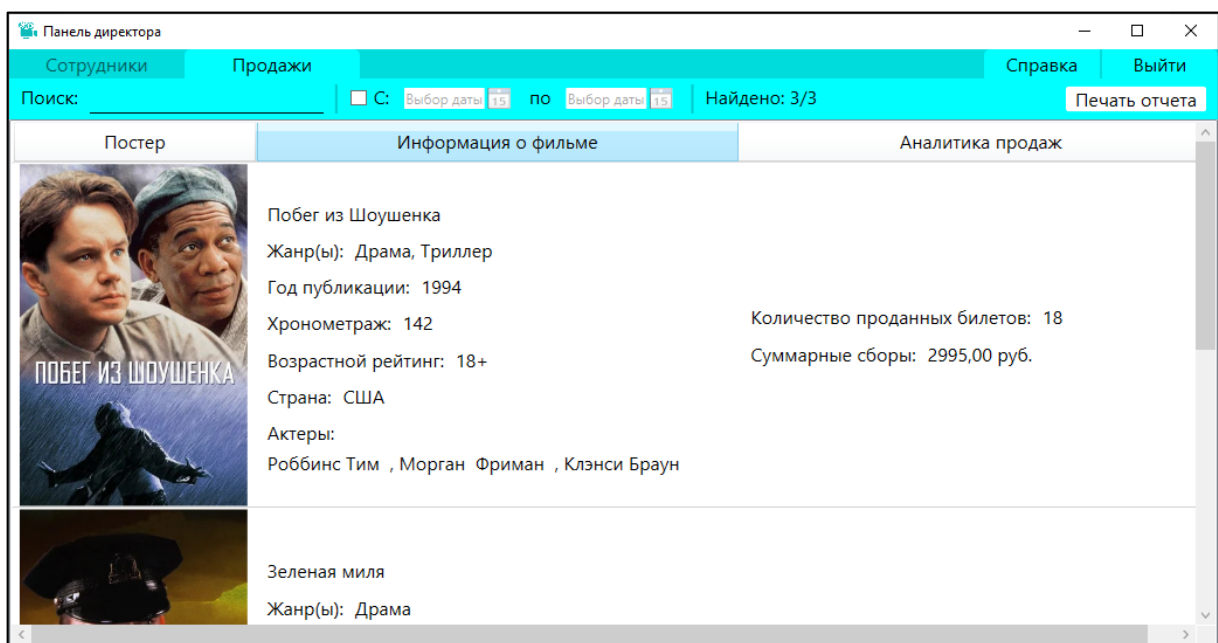 Панель директора
Сотрудники Продажи Справка Выйти
Поиск: С: Выбор даты 15 по Выбор даты 15 Найдено: 3/3 Печать отчета
Постер Информация о фильме Аналитика продаж
Побег из Шоушенка
Жанр(ы): Драма, Триллер
Год публикации: 1994
Хронометраж: 142
Возрастной рейтинг: 18+
Страна: США
Актеры:
Роббинс Тим , Морган Фриман , Клэнси Браун
Количество проданных билетов: 18
Суммарные сборы: 2995,00 руб.
ПОБЕГ ИЗ ШОУШЕНКА
Зеленая миля
Жанр(ы): Драма